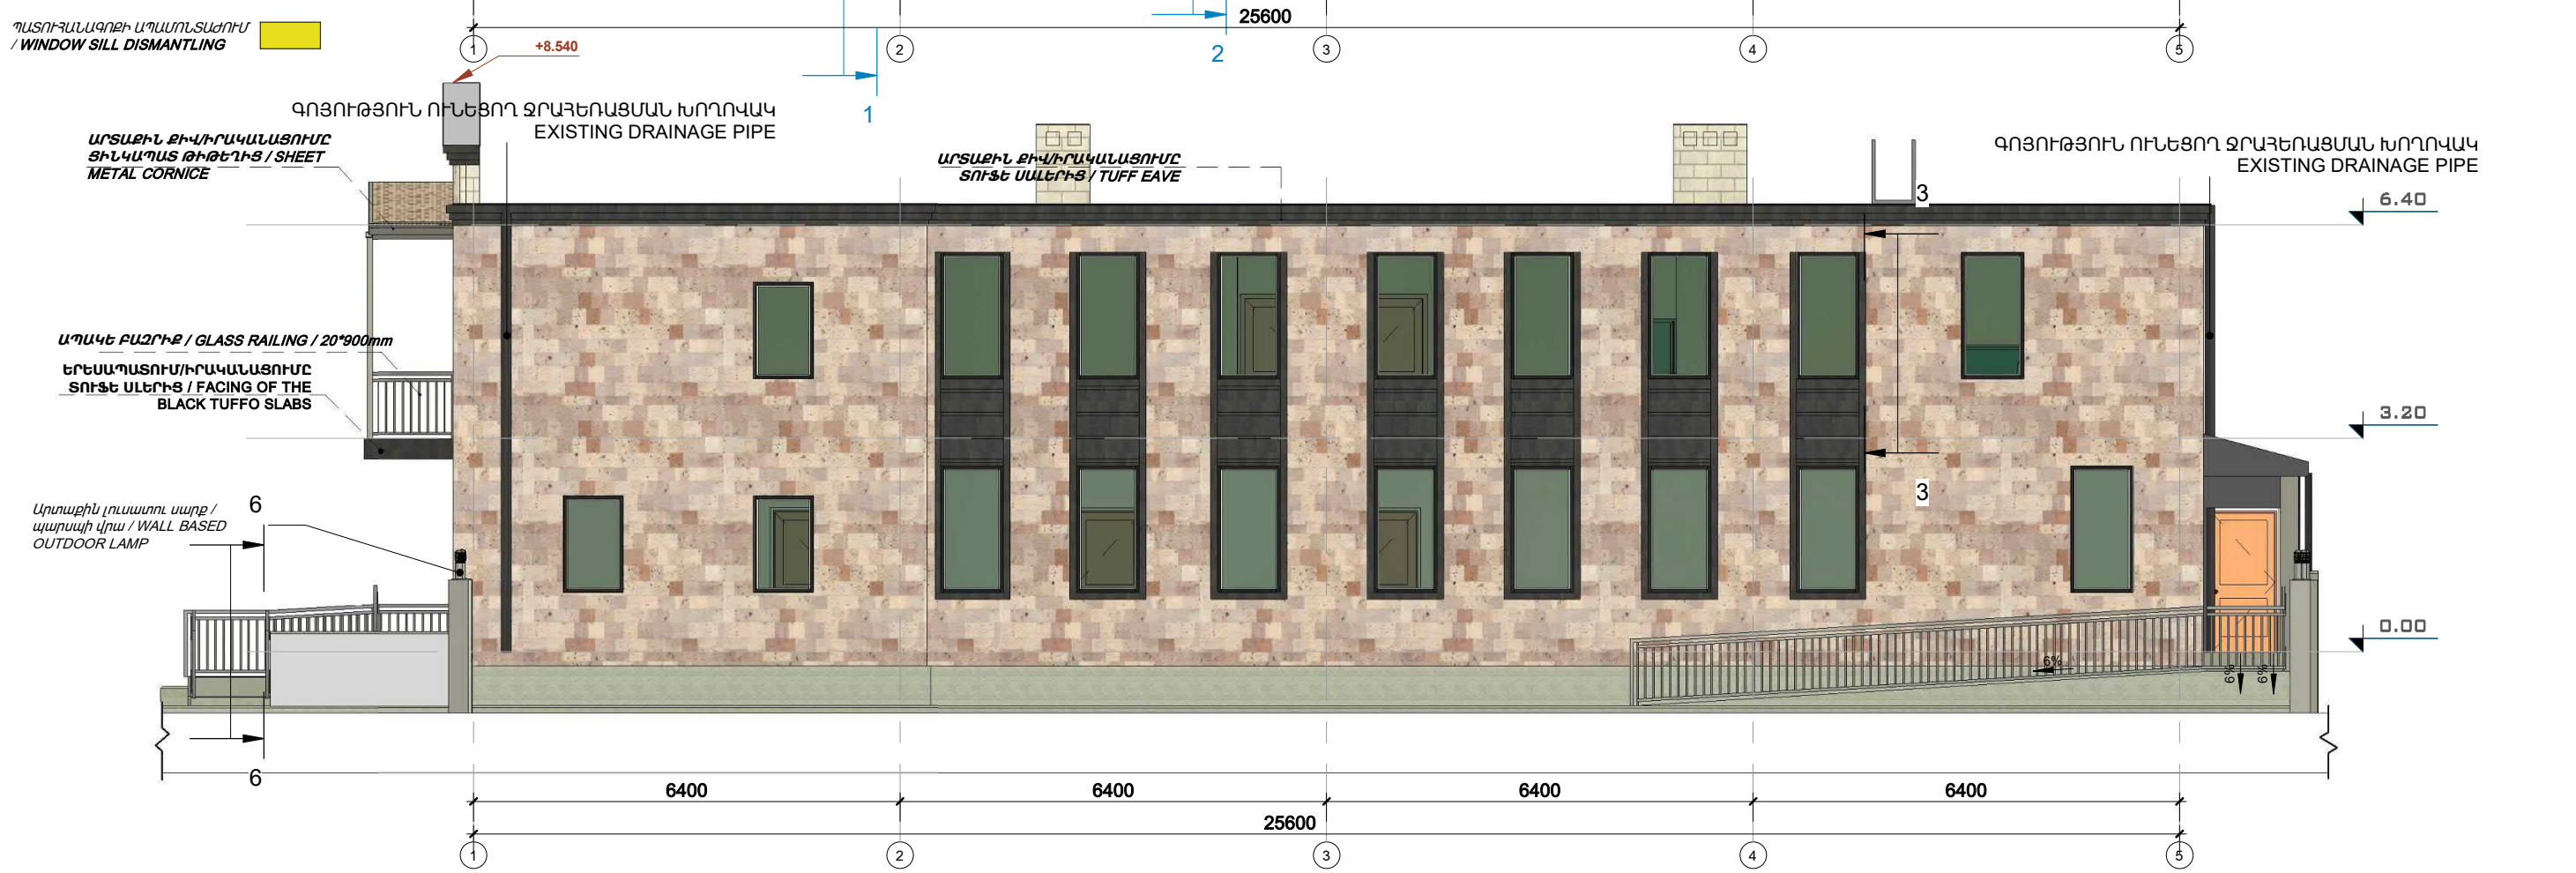 25600
ՊԱՏՈՒՀԱՆԱԳՈԳԻ ԱՊԱՄՈՆՏԱԺՈՒՄ
/ WINDOW SILL DISMANTLING
1
2
3
4
5
+8.540
2
1
ԳՈՅՈՒԹՅՈՒՆ ՈՒՆԵՑՈՂ ՋՐԱՀԵՌԱՑՄԱՆ ԽՈՂՈՎԱԿ
EXISTING DRAINAGE PIPE
ԱՐՏԱՔԻՆ ՔԻՎ/ԻՐԱԿԱՆԱՑՈՒՄԸ
ՑԻՆԿԱՊԱՏ ԹԻԹԵՂԻՑ / SHEET
METAL CORNICE
ԱՐՏԱՔԻՆ ՔԻՎ/ԻՐԱԿԱՆԱՑՈՒՄԸ
ՏՈՒՖԵ ՍԱԼԵՐԻՑ / TUFF EAVE
ԳՈՅՈՒԹՅՈՒՆ ՈՒՆԵՑՈՂ ՋՐԱՀԵՌԱՑՄԱՆ ԽՈՂՈՎԱԿ
EXISTING DRAINAGE PIPE
3
6.40
ԱՊԱԿԵ ԲԱԶՐԻՔ / GLASS RAILING / 20*900mm
ԵՐԵՍԱՊԱՏՈՒՄ/ԻՐԱԿԱՆԱՑՈՒՄԸ
ՏՈՒՖԵ ՍԼԵՐԻՑ / FACING OF THE
BLACK TUFFO SLABS
3.20
3
6
Արտաքին լուսատու սարք /
պարսպի վրա / WALL BASED
OUTDOOR LAMP
0.00
6%
6%
6%
6
6400
6400
6400
6400
25600
1
2
3
4
5